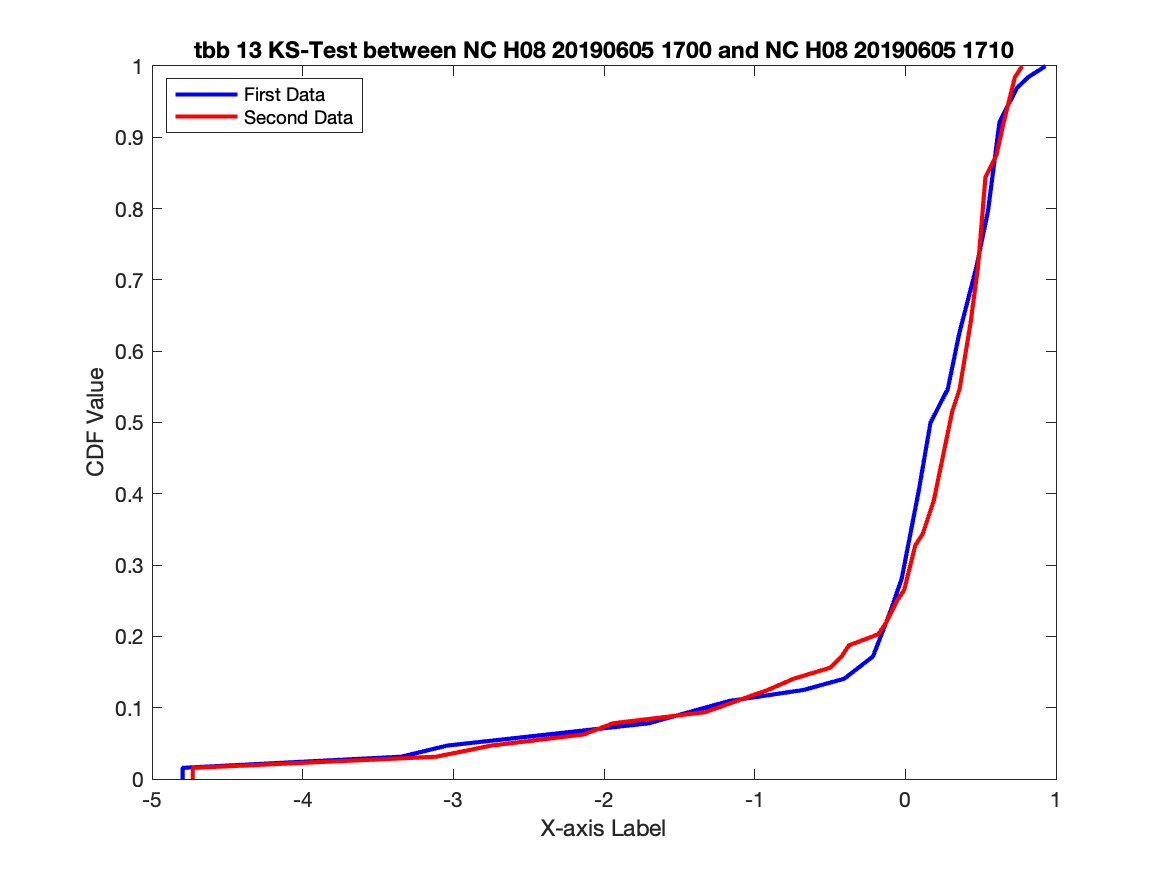 tbb 13 KS-Test between NC H08 20190605 1700 and NC H08 20190605 1710
First Data
Second Data
1
0.9
0.8
0.7
0.6
0.5
0.4
0.3
0.2
0.1
0
CDF Value
-5 -4 -3 -2 -1 0 1
X-axis Label